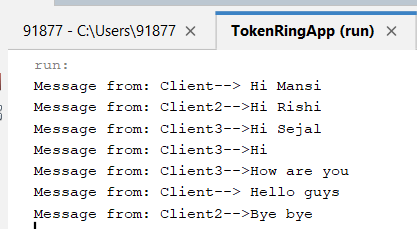 91877 - C:\Users\91877 × TokenRingApp (run) ×
run:
Message from: Client--> Hi Mansi
Message from: Client2-->Hi Rishi
Message from: Client3-->Hi Sejal
Message from: Client3-->Hi
Message from: Client3-->How are you
Message from: Client--> Hello guys
Message from: Client2-->Bye bye